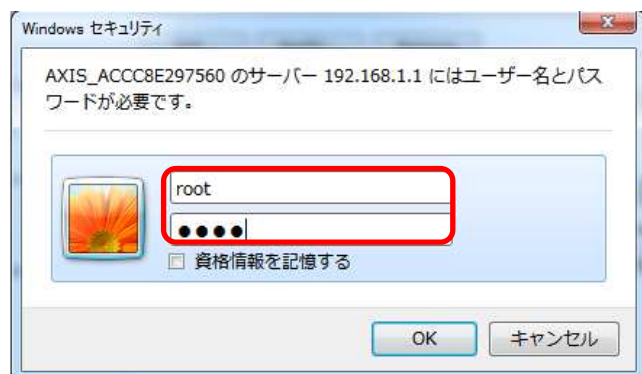 Windows セキュリティ
AXIS_ACCC8E297560 のサーバー 192.168.1.1 にはユーザー名とパス
ワードが必要です。
root
●●●●
資格情報を記憶する
OK
キャンセル